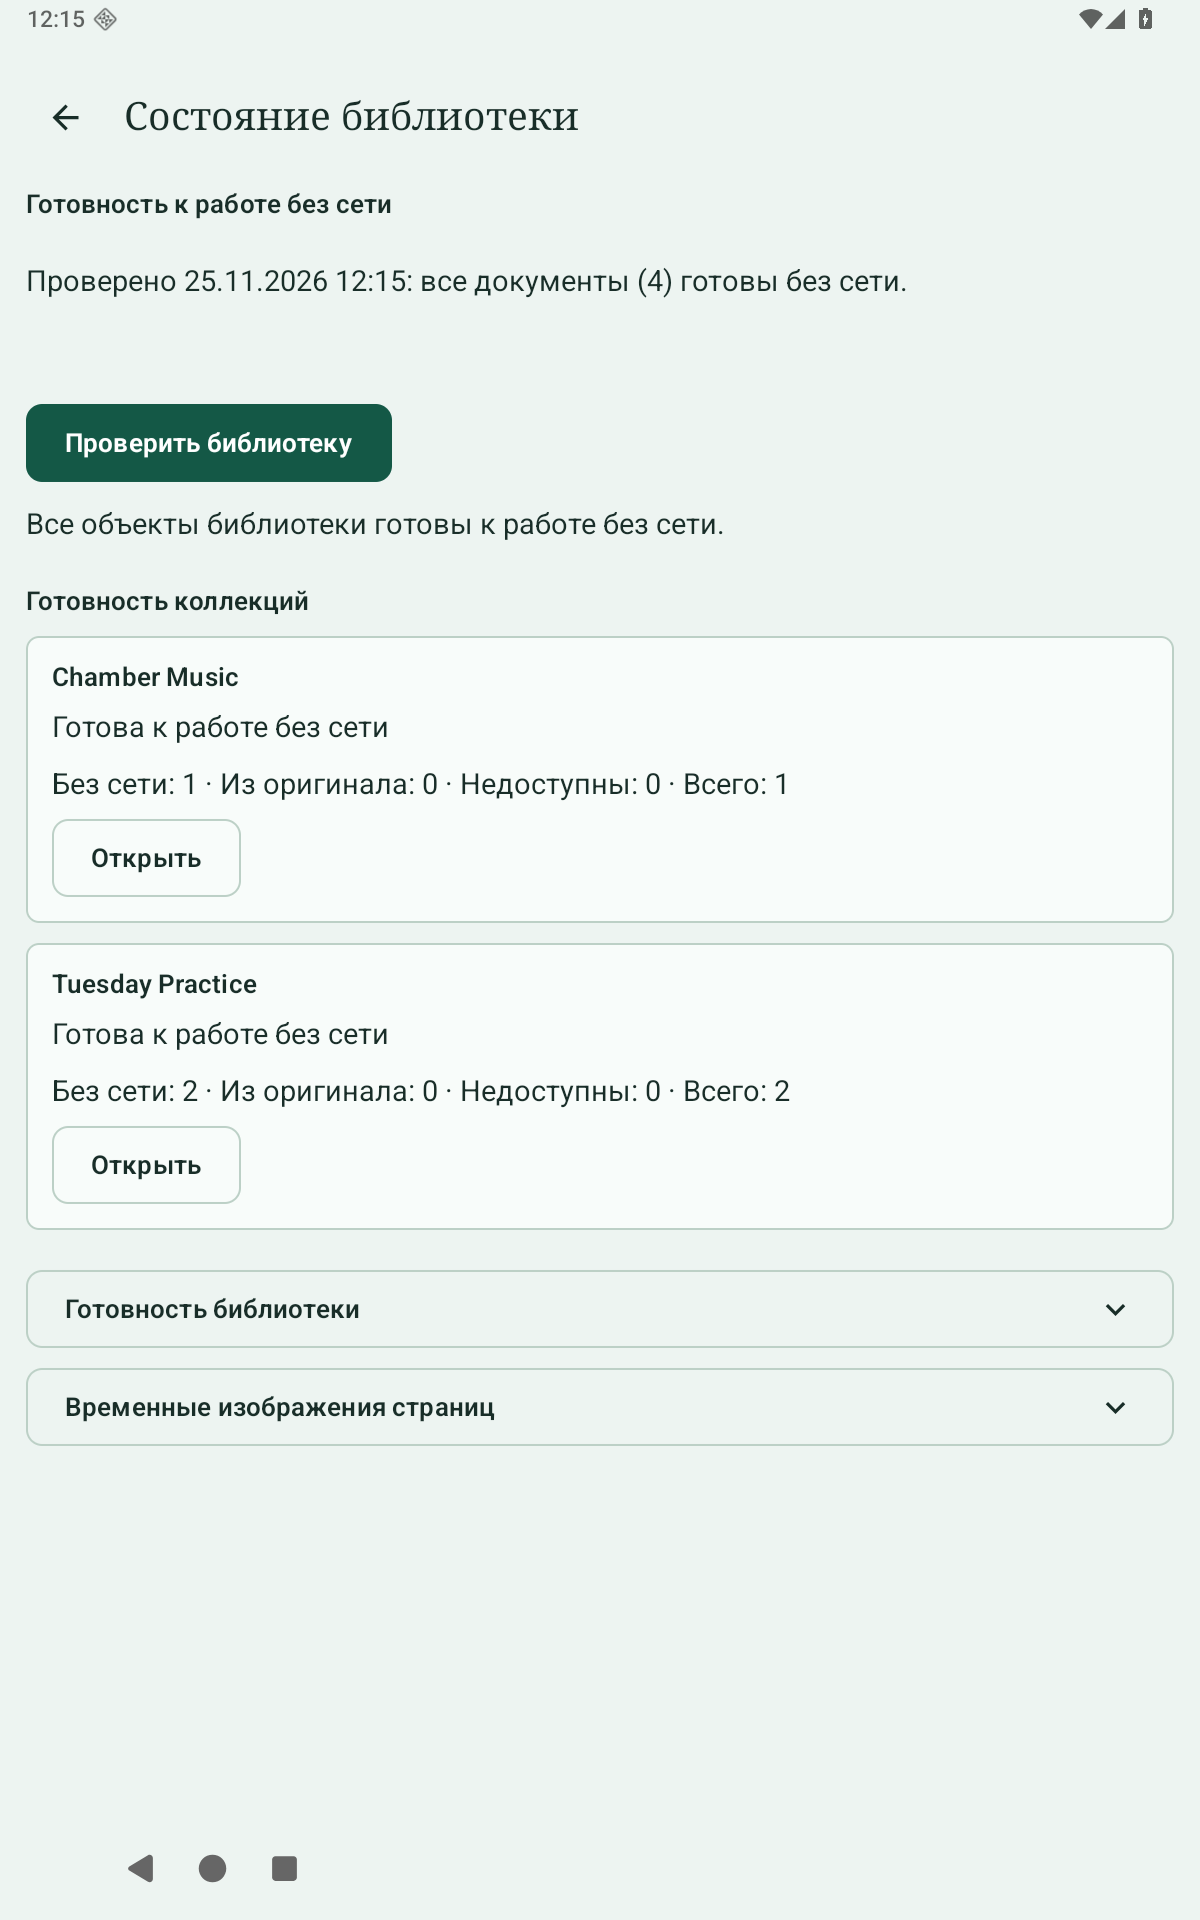 12:15
Состояние библиотеки
Готовность к работе без сети
Проверено 25.11.2026 12:15: все документы (4) готовы без сети.
Проверить библиотеку
Все объекты библиотеки готовы к работе без сети.
Готовность коллекций
Chamber Music
Готова к работе без сети
Без сети: 1 · Из оригинала: 0 · Недоступны: 0 · Всего: 1
Открыть
Tuesday Practice
Готова к работе без сети
Без сети: 2 · Из оригинала: 0 · Недоступны: 0 · Всего: 2
Открыть
Готовность библиотеки
Временные изображения страниц